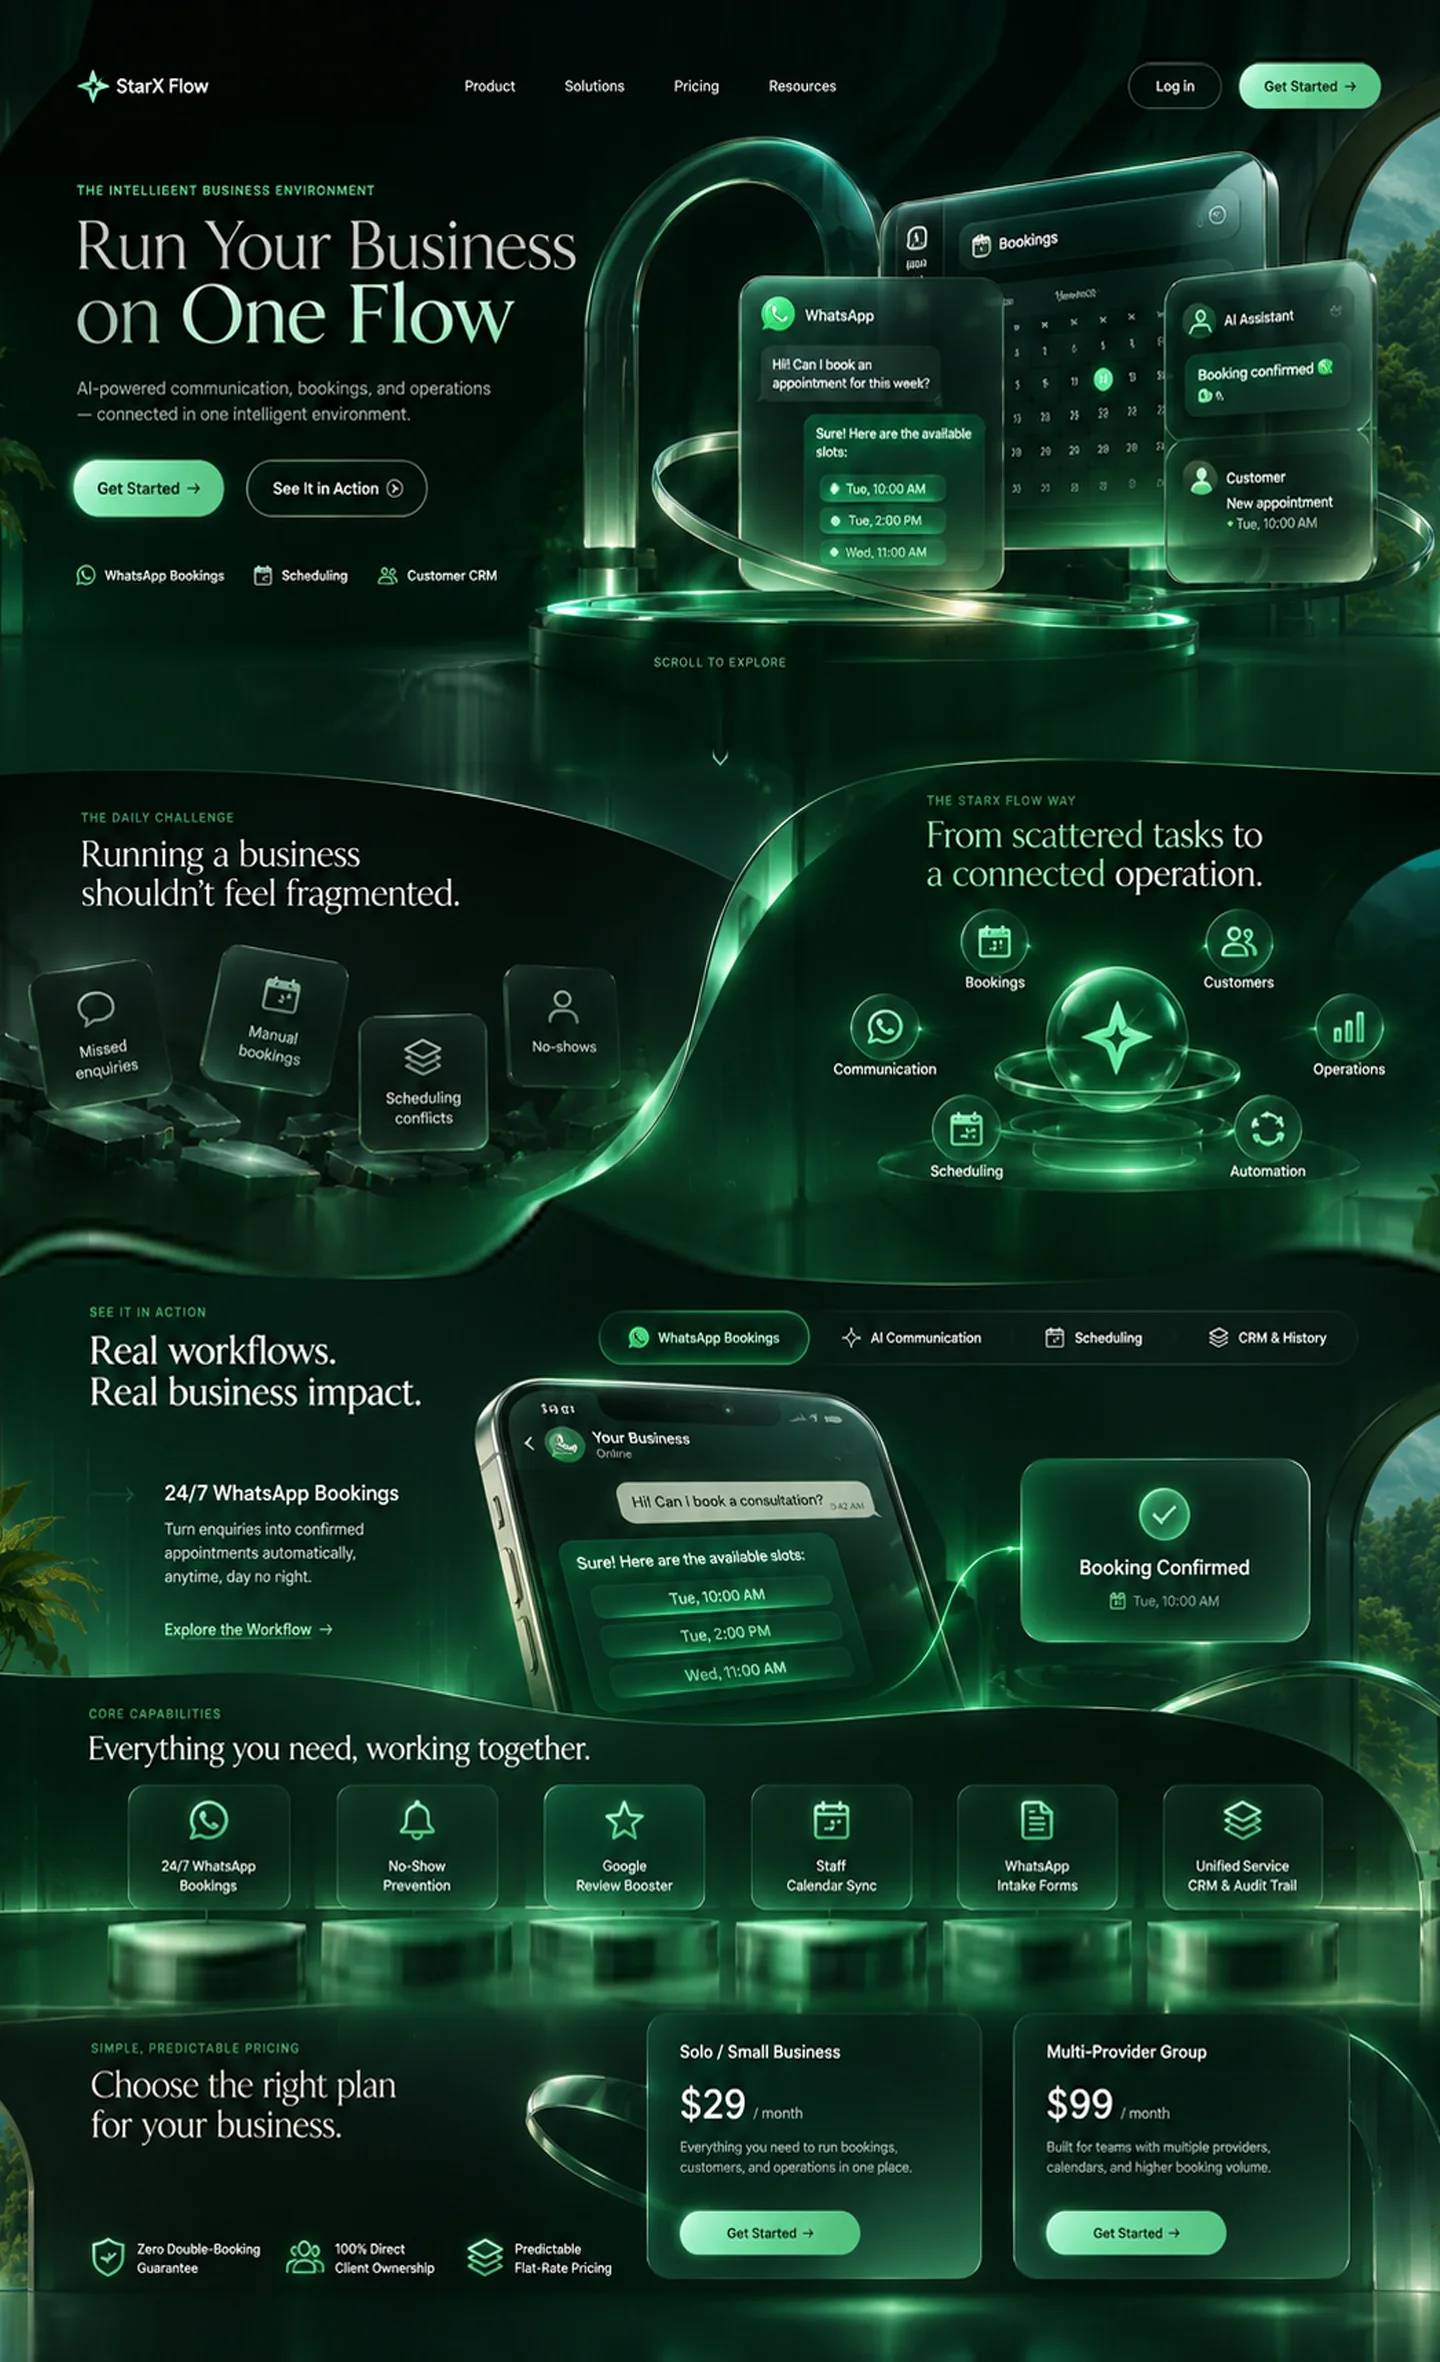 StarX Flow
Product
Solutions
Pricing
Resources
Log in
Get Started →
THE INTELLIGENT BUSINESS ENVIRONMENT
Run Your Business
on One Flow
AI-powered communication, bookings, and operations
— connected in one intelligent environment.
Get Started →
See It in Action
WhatsApp Bookings
Scheduling
Customer CRM
Bookings
WhatsApp
Hi! Can I book an
appointment for this week?
Sure! Here are the available
slots:
Tue, 10:00 AM
Tue, 2:00 PM
Wed, 11:00 AM
AI Assistant
Booking confirmed
Customer
New appointment
Tue, 10:00 AM
SCROLL TO EXPLORE
THE DAILY CHALLENGE
Running a business
shouldn't feel fragmented.
Missed
enquiries
Manual
bookings
Scheduling
conflicts
No-shows
THE STARX FLOW WAY
From scattered tasks to
a connected operation.
Bookings
Customers
Communication
Operations
Scheduling
Automation
SEE IT IN ACTION
Real workflows.
Real business impact.
WhatsApp Bookings
AI Communication
Scheduling
CRM & History
24/7 WhatsApp Bookings
Turn enquiries into confirmed
appointments automatically,
anytime, day no right.
Explore the Workflow →
Your Business
Online
Hi! Can i book a consultation?
Sure! Here are the available slots:
Tue, 10:00 AM
Tue, 2:00 PM
Wed, 11:00 AM
Booking Confirmed
Tue, 10:00 AM
CORE CAPABILITIES
Everything you need, working together.
24/7 WhatsApp
Bookings
No-Show
Prevention
Google
Review Booster
Staff
Calendar Sync
WhatsApp
Intake Forms
Unified Service
CRM & Audit Trail
SIMPLE, PREDICTABLE PRICING
Choose the right plan
for your business.
Zero Double-Booking
Guarantee
100% Direct
Client Ownership
Predictable
Flat-Rate Pricing
Solo / Small Business
$29 / month
Everything you need to run bookings,
customers, and operations in one place.
Get Started →
Multi-Provider Group
$99 / month
Built for teams with multiple providers,
calendars, and higher booking volume.
Get Started →